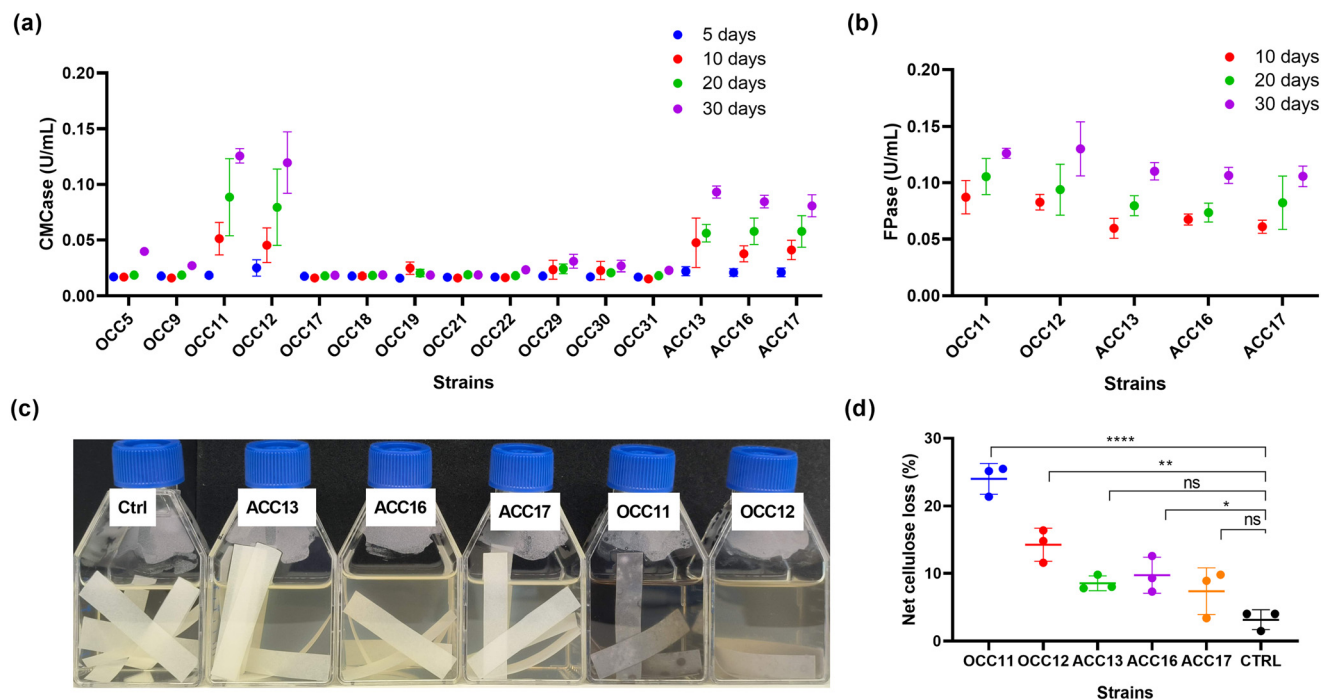 (a)
5 days
10 days
20 days
30 days
CMCase (U/mL)
0.20
0.15
0.10
0.05
0.00
OCC5
OCC9
OCC11
OCC12
OCC17
OCC18
OCC19
OCC21
OCC22
OCC29
OCC30
OCC31
ACC13
ACC16
ACC17
Strains
(b)
10 days
20 days
30 days
FPase (U/mL)
0.20
0.15
0.10
0.05
0.00
OCC11
OCC12
ACC13
ACC16
ACC17
Strains
(c)
Ctrl
ACC13
ACC16
ACC17
OCC11
OCC12
(d)
Net cellulose loss (%)
30
20
10
0
****
**
ns
*
ns
OCC11 OCC12 ACC13 ACC16 ACC17 CTRL
Strains